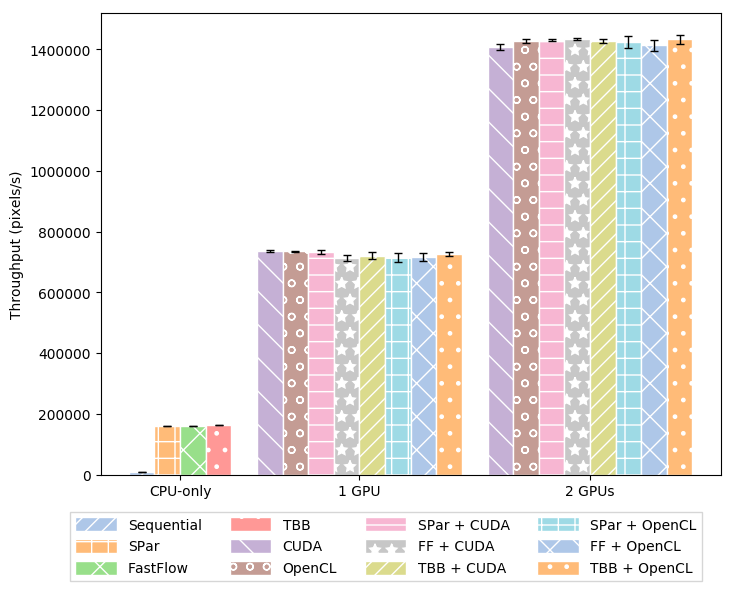 1400000
1200000
1000000
800000
600000
400000
200000
0
Throughput (pixels/s)
CPU-only 1 GPU 2 GPUs
Sequential TBB SPar + CUDA SPar + OpenCL
SPar CUDA FF + CUDA FF + OpenCL
FastFlow OpenCL TBB + CUDA TBB + OpenCL